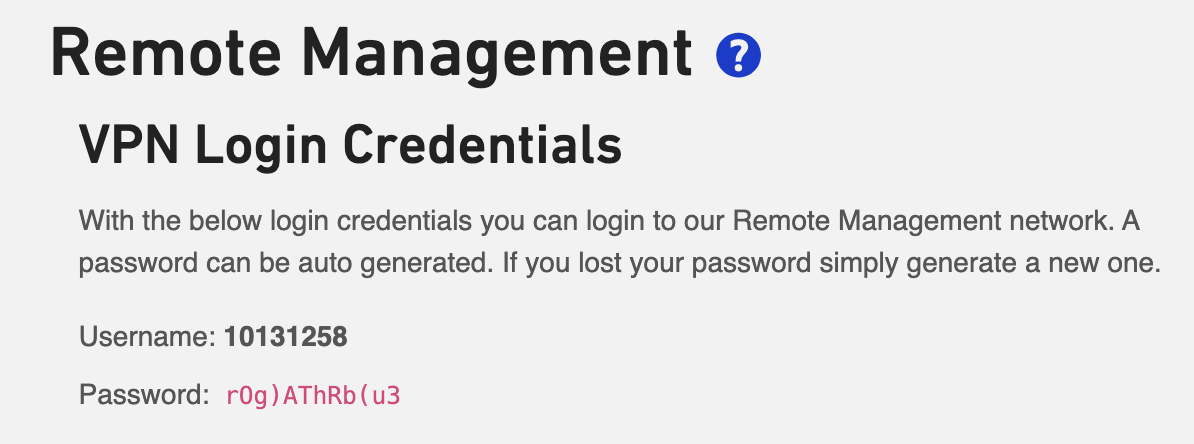 Remote Management ?
VPN Login Credentials
With the below login credentials you can login to our Remote Management network. A
password can be auto generated. If you lost your password simply generate a new one.
Username: 10131258
Password: rOg)AThRb(u3